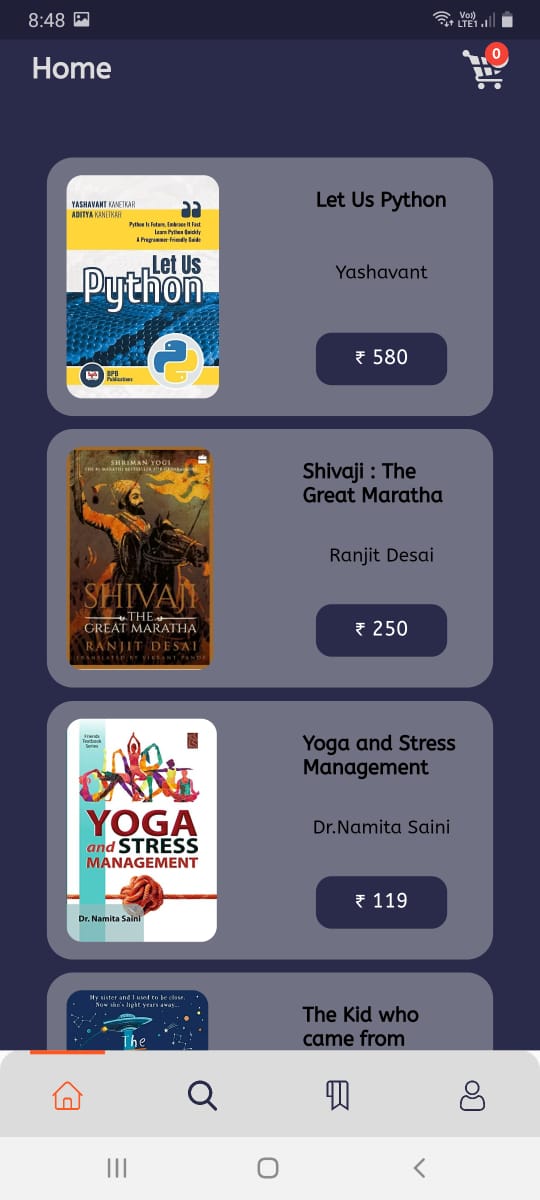 8:48
Vo))
LTE1
Home
0
YASHAVANT KANETKAR
ADITYA KANETKAR
Python Is Future, Embrace It Fast
Learn Python Quickly
A Programmer-Friendly Guide
Let Us
Python
BPB
Publications
Let Us Python
Yashavant
₹ 580
SHRIMAN YOGI
SHIVAJI
THE
GREAT MARATHA
RANJIT DESAI
TRANSLATED BY VIKRANT PANDE
Shivaji : The
Great Maratha
Ranjit Desai
₹ 250
Friends
Textbook
Series
YOGA
and STRESS
MANAGEMENT
Dr. Namita Saini
Yoga and Stress
Management
Dr.Namita Saini
₹ 119
My sister and I used to be close.
Now she's light years away...
The
The Kid who
came from